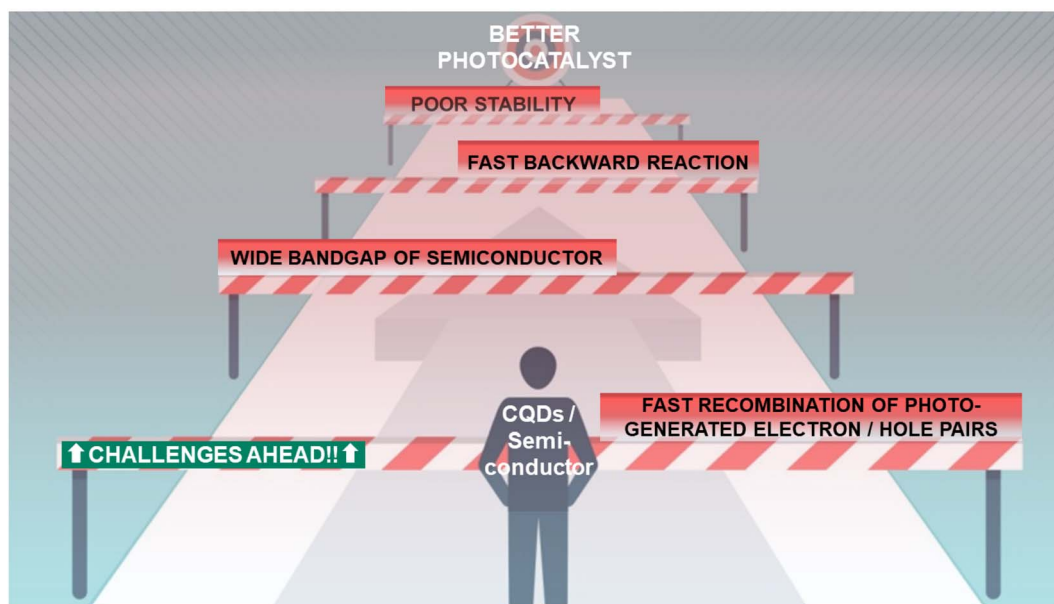 BETTER
PHOTOCATALYST
POOR STABILITY
FAST BACKWARD REACTION
WIDE BANDGAP OF SEMICONDUCTOR
FAST RECOMBINATION OF PHOTO-
GENERATED ELECTRON / HOLE PAIRS
CQDs /
Semi-
conductor
⬆CHALLENGES AHEAD!!⬆